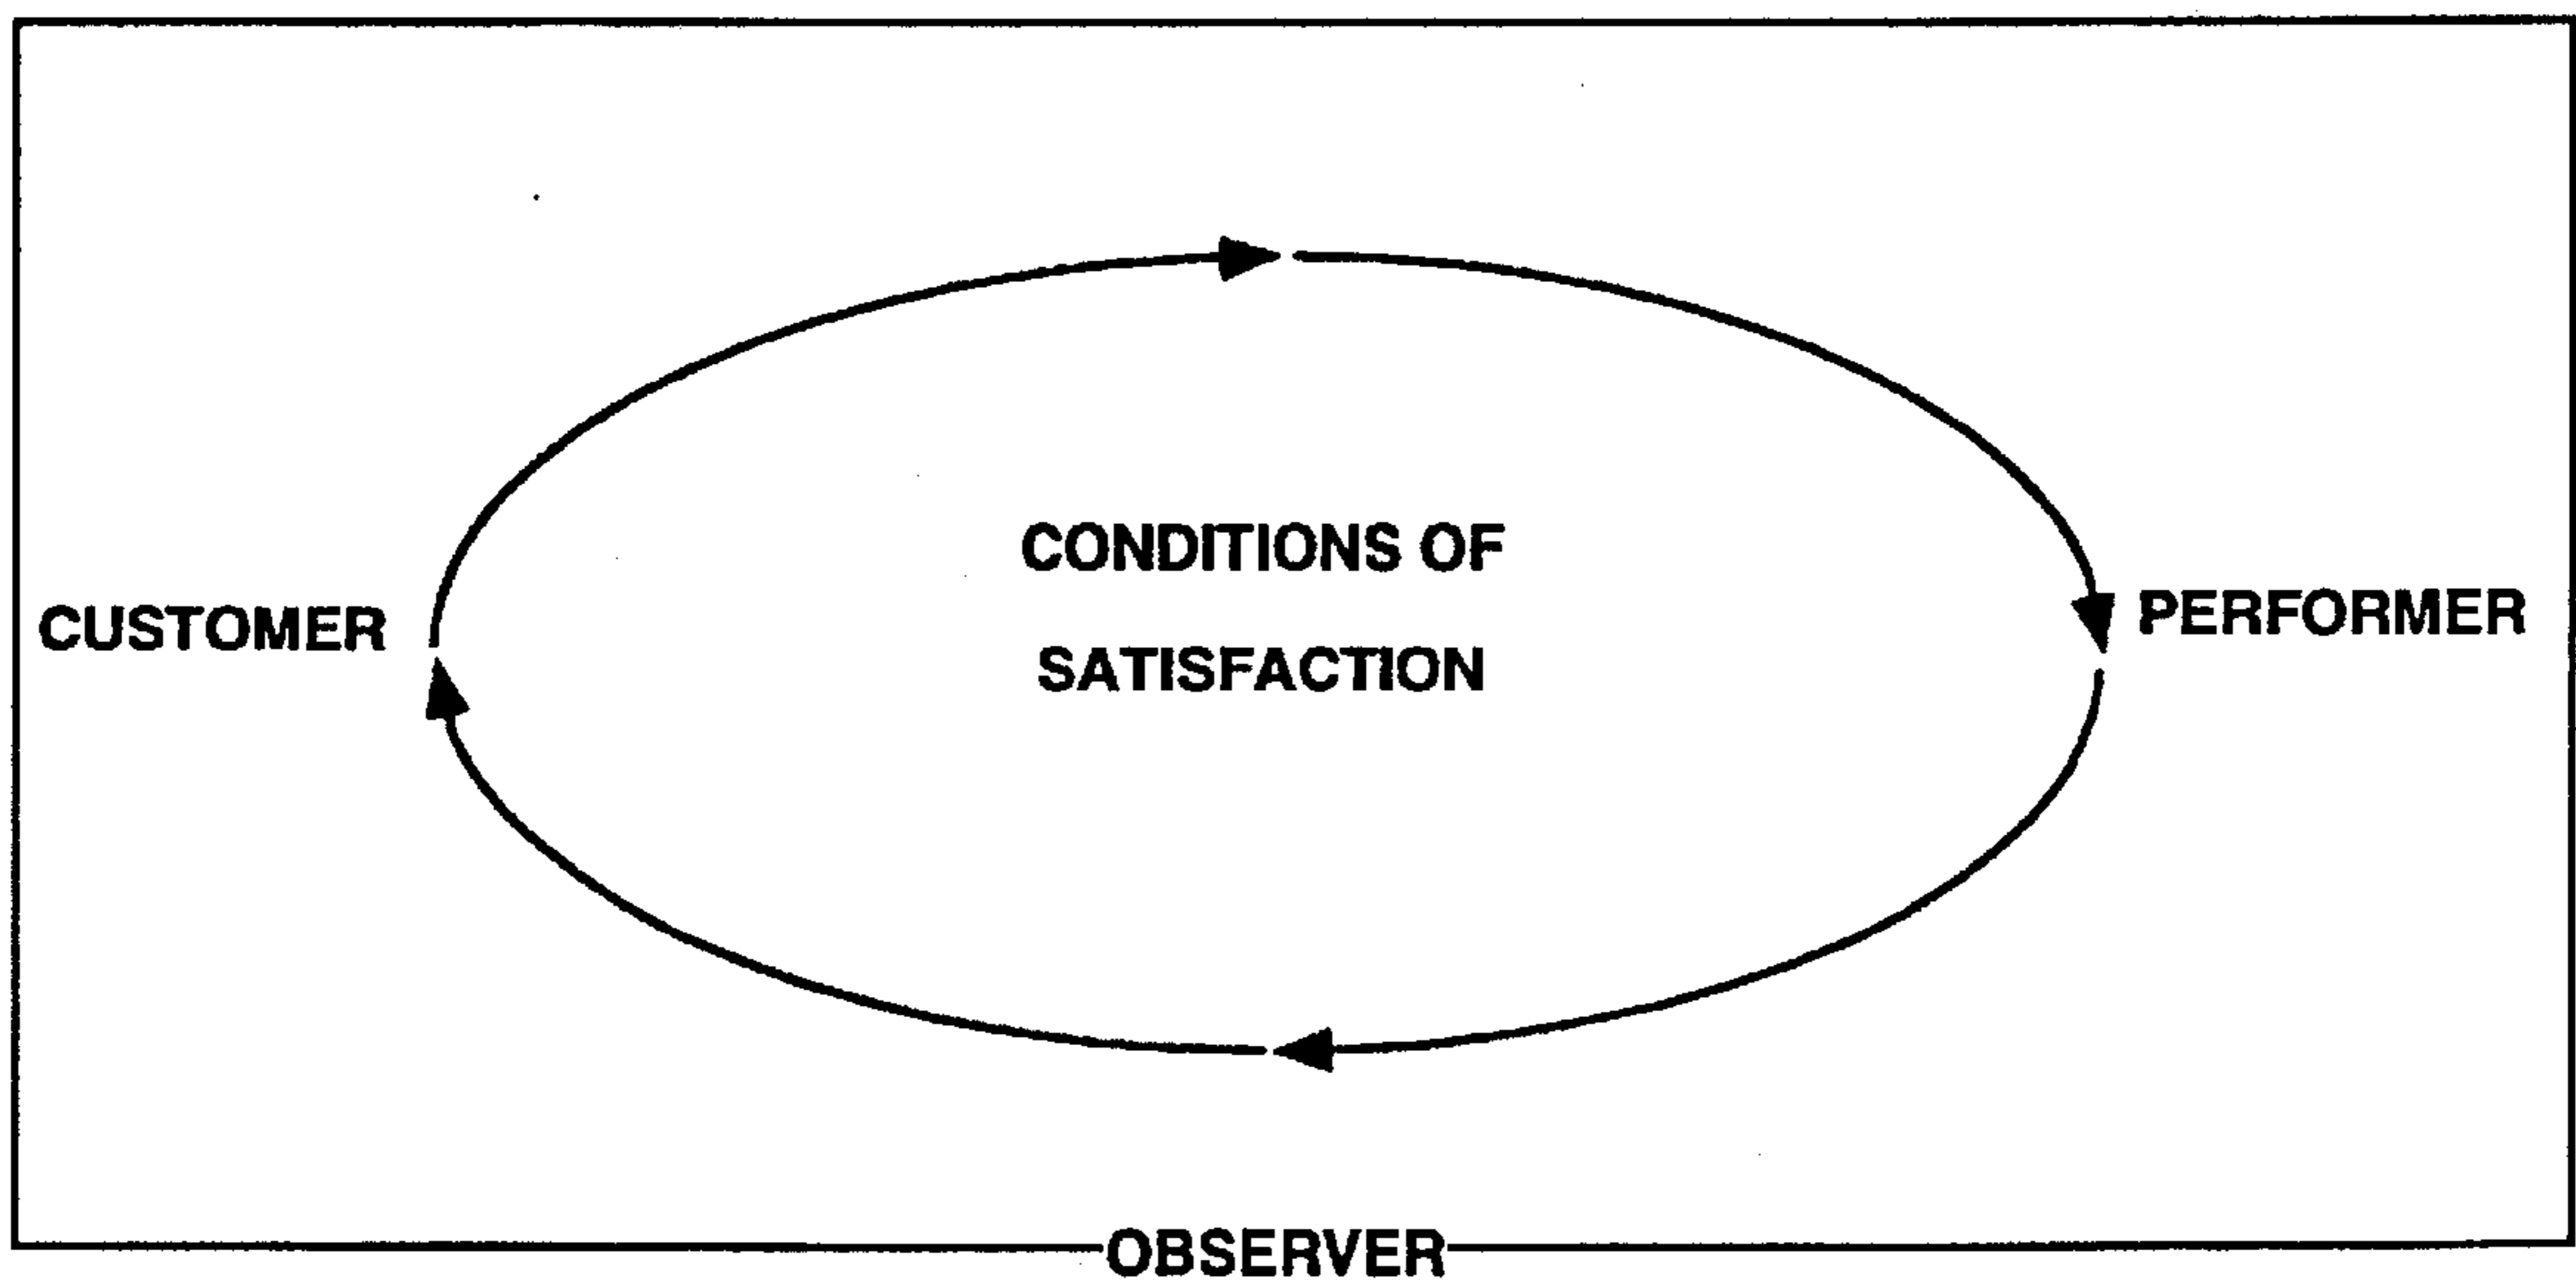 CONDITIONS OF
SATISFACTION
CUSTOMER
PERFORMER
OBSERVER